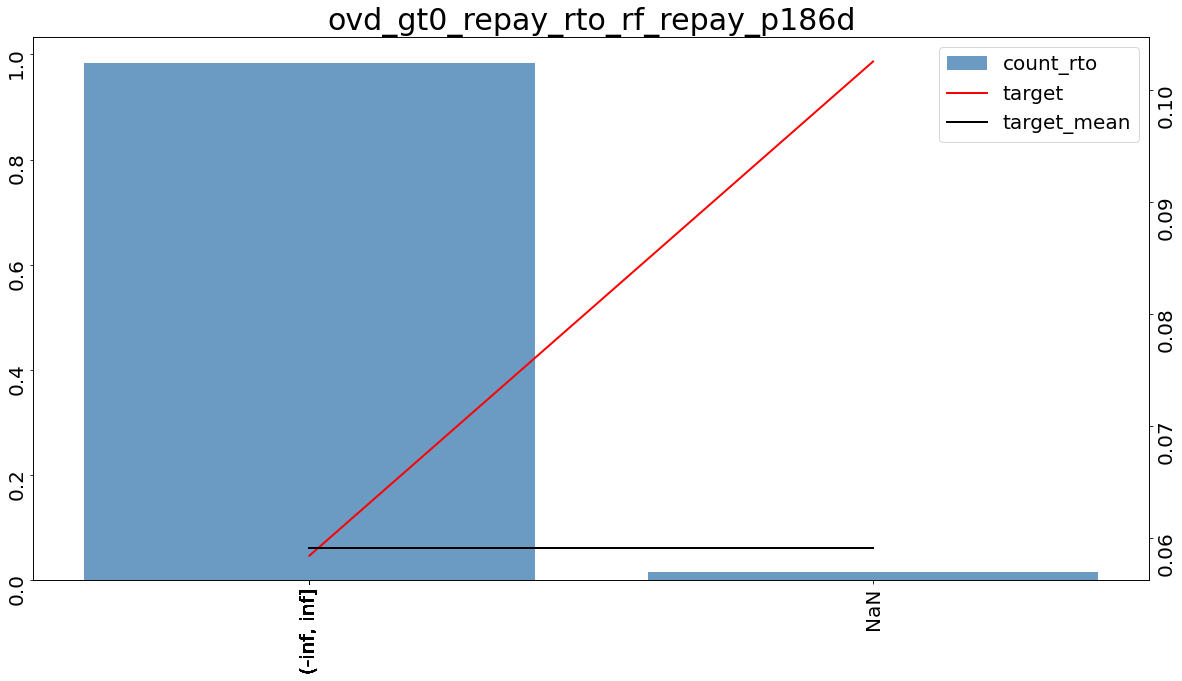 ovd_gt0_repay_rto_rf_repay_p186d
count_rto
target
target_mean
1.0
0.8
0.6
0.4
0.2
0.0
0.10
0.09
0.08
0.07
0.06
(-inf, inf]
NaN